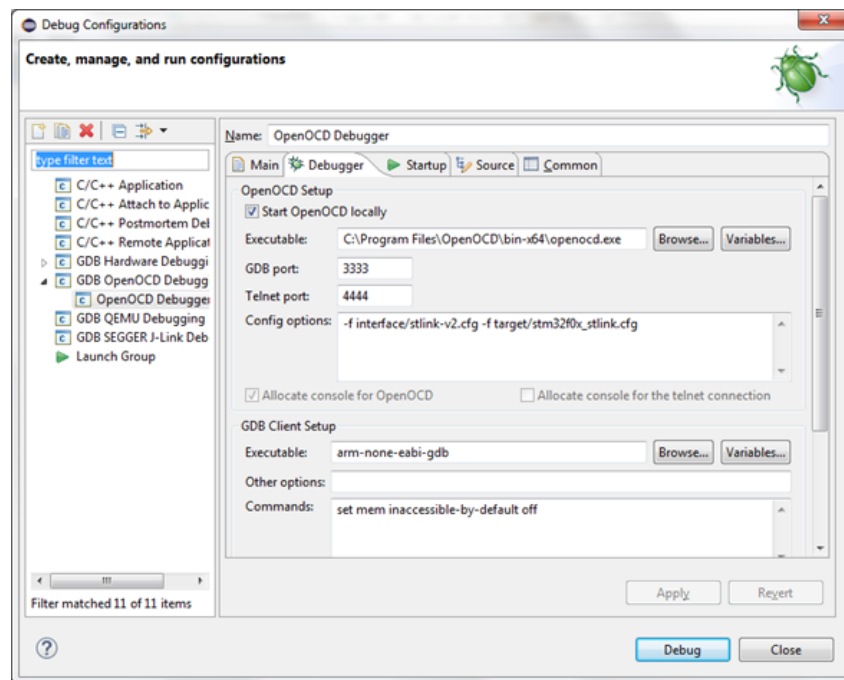 Debug Configurations
Create, manage, and run configurations
type filter text
C/C++ Application
C/C++ Attach to Applic
C/C++ Postmortem Del
C/C++ Remote Applicat
GDB Hardware Debuggi
GDB OpenOCD Debugg
OpenOCD Debugger
GDB QEMU Debugging
GDB SEGGER J-Link Deb
Launch Group
Filter matched 11 of 11 items
Name: OpenOCD Debugger
Main Debugger Startup Source Common
OpenOCD Setup
Start OpenOCD locally
Executable: C:\Program Files\OpenOCD\bin-x64\openocd.exe Browse... Variables...
GDB port: 3333
Telnet port: 4444
Config options: -f interface/stlink-v2.cfg -f target/stm32f0x_stlink.cfg
Allocate console for OpenOCD Allocate console for the telnet connection
GDB Client Setup
Executable: arm-none-eabi-gdb Browse... Variables...
Other options:
Commands: set mem inaccessible-by-default off
Apply Revert
Debug Close